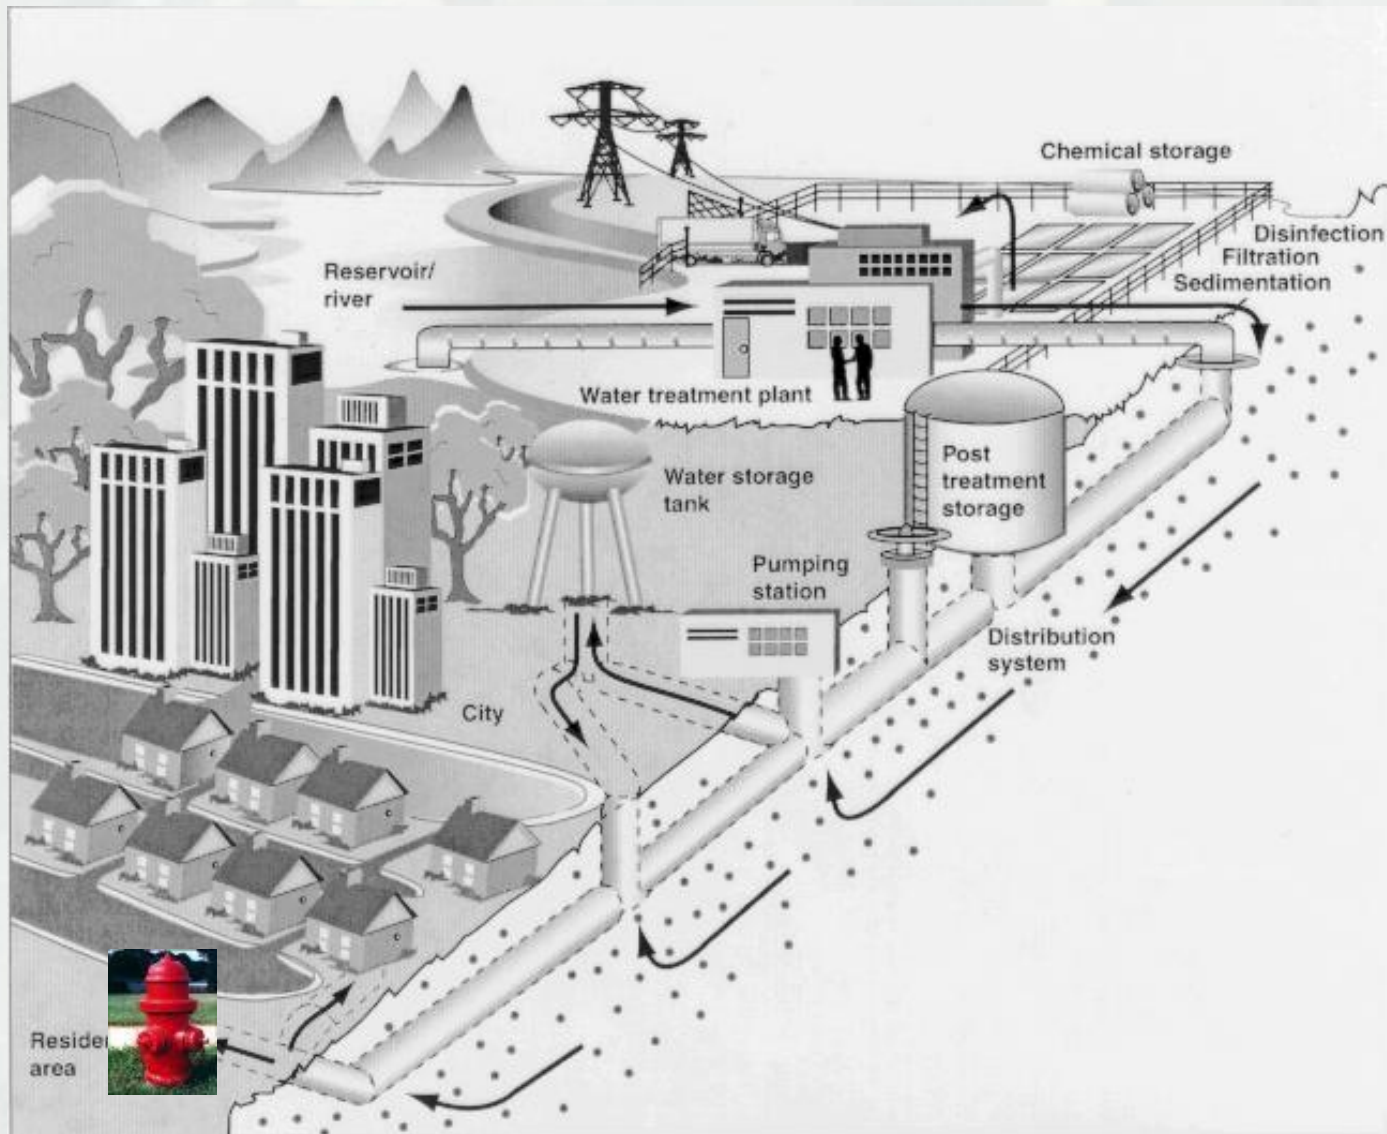 Chemical storage
Disinfection
Filtration
Sedimentation
Reservoir/
river
Water treatment plant
Post
treatment
storage
Water storage
tank
Pumping
station
Distribution
system
City
area